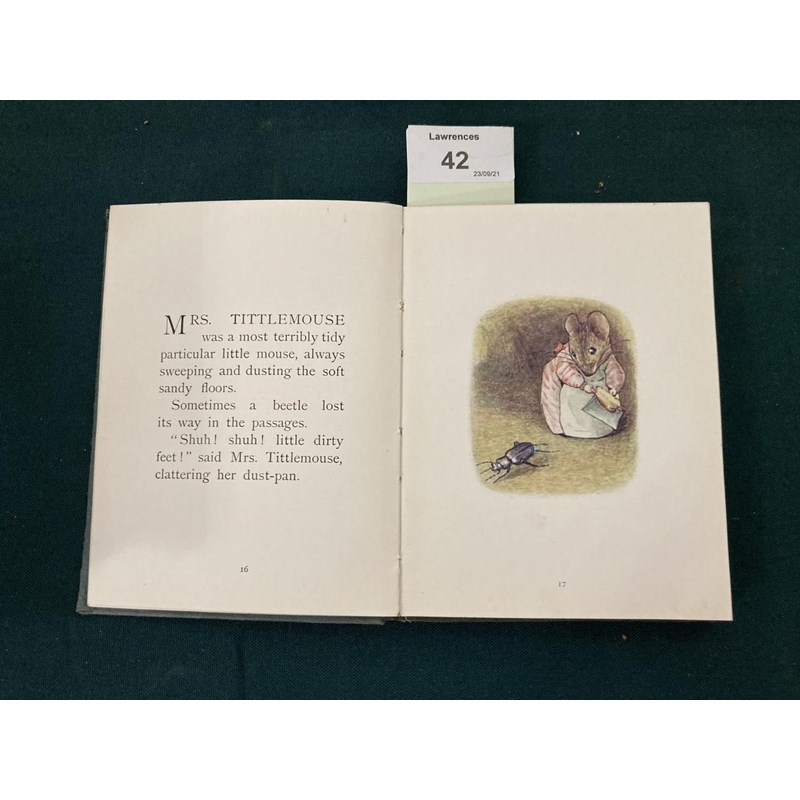 Lawrences
42
23/09/21
MRS. TITTLEMOUSE
was a most terribly tidy
particular little mouse, always
sweeping and dusting the soft
sandy floors.
Sometimes a beetle lost
its way in the passages.
"Shuh! shuh! little dirty
feet!" said Mrs. Tittlemouse,
clattering her dust-pan.
16
17